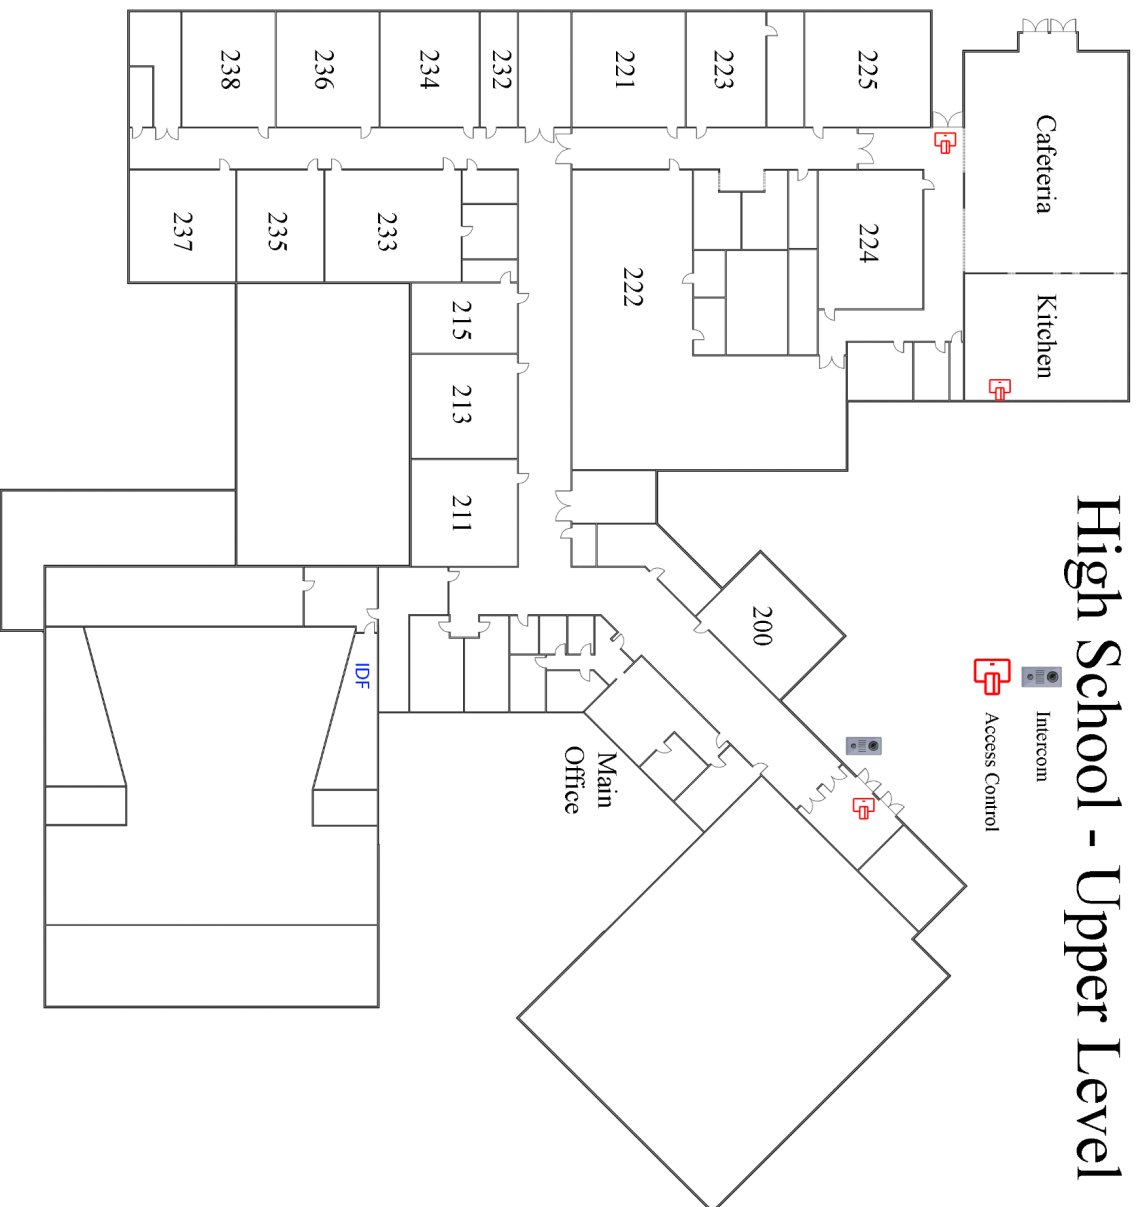 High School - Upper Level
Intercom
Access Control
Cafeteria
Kitchen
225
224
223
221
222
232
234
236
238
233
235
237
215
213
211
200
Main
Office
IDF